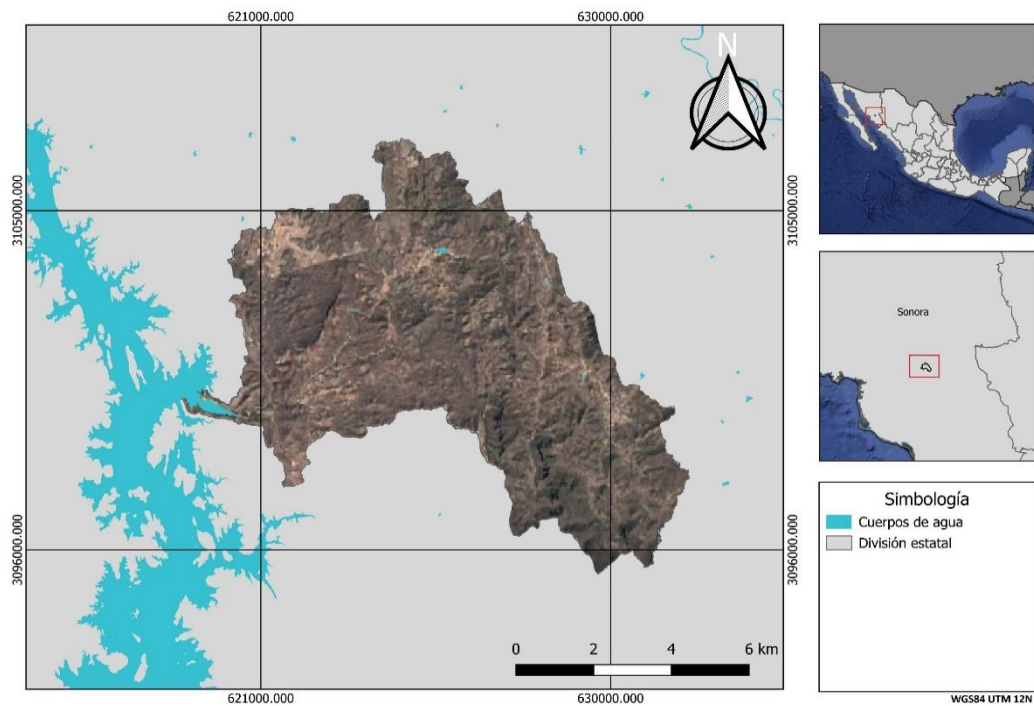 621000.000
630000.000
N
3105000.000
3105000.000
3096000.000
3096000.000
0 2 4 6 km
621000.000
630000.000
Sonora
Simbología
Cuerpos de agua
División estatal
WGS84 UTM 12N